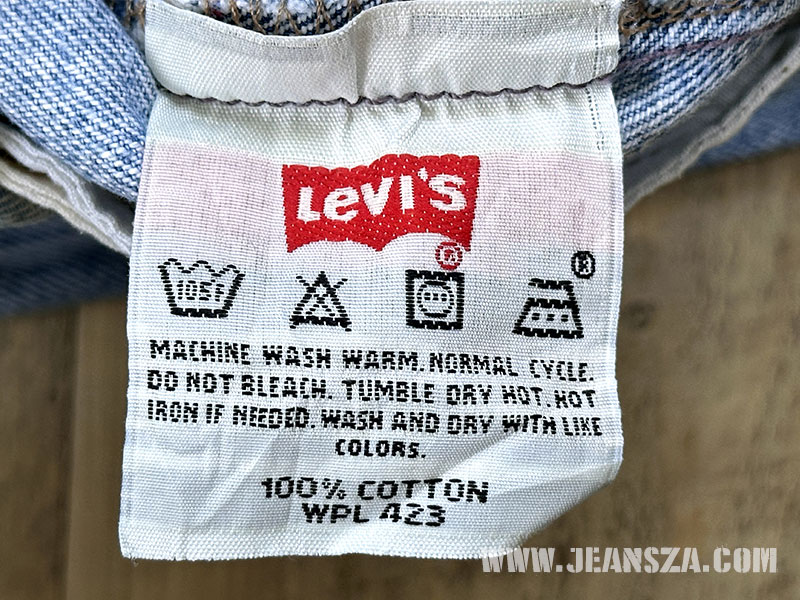 Levi's
®
105F
®
MACHINE WASH WARM. NORMAL CYCLE.
DO NOT BLEACH. TUMBLE DRY HOT. HOT
IRON IF NEEDED. WASH AND DRY WITH LIKE
COLORS.
100% COTTON
WPL 423
WWW.JEANSZA.COM